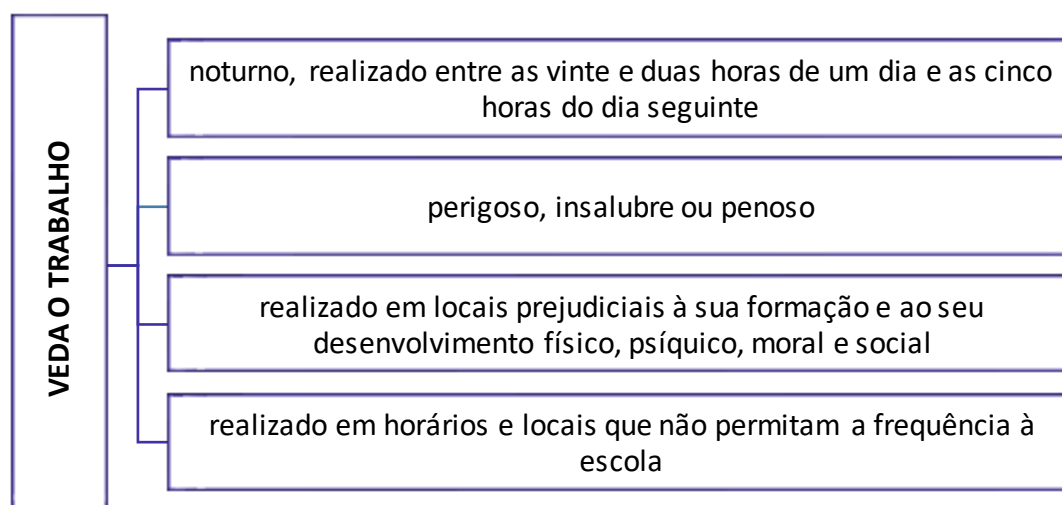 VEDA O TRABALHO
noturno, realizado entre as vinte e duas horas de um dia e as cinco
horas do dia seguinte
perigoso, insalubre ou penoso
realizado em locais prejudiciais à sua formação e ao seu
desenvolvimento físico, psíquico, moral e social
realizado em horários e locais que não permitam a frequência à
escola